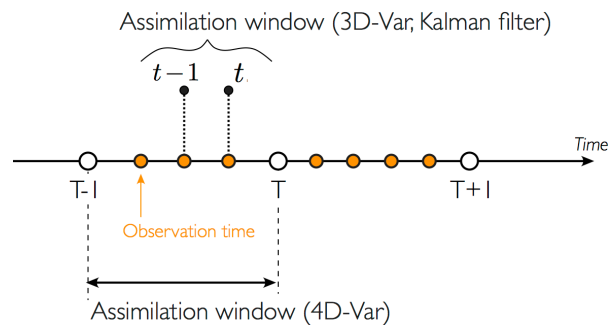 Assimilation window (3D-Var, Kalman filter)
t−1 t.
Time
T-1 T T+1
Observation time
Assimilation window (4D-Var)